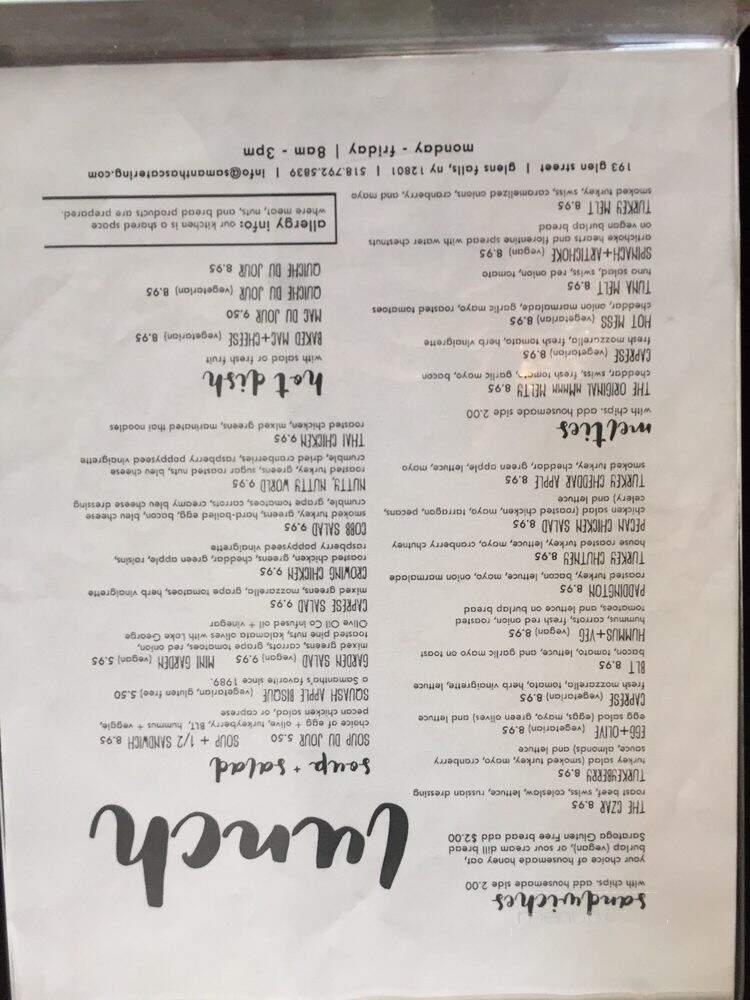 lunch
sandwiches
with chips. add housemade side 2.00
your choice of housemade honey oat,
burlap (vegan), or sour cream dill bread
Saratoga Gluten Free bread add $2.00
THE CZAR 8.95
roast beef, swiss, coleslaw, lettuce, russian dressing
TURKEYBERRY 8.95
turkey salad (smoked turkey, mayo, cranberry
sauce, almonds) and lettuce
EGG+OLIVE (vegetarian) 8.95
egg salad (eggs, mayo, green olives) and lettuce
CAPRESE (vegetarian) 8.95
fresh mozzarella, tomato, herb vinaigrette, lettuce
BLT 8.95
bacon, tomato, lettuce, and garlic mayo on toast
HUMMUS+VEG (vegan) 8.95
hummus, carrots, fresh red onion, roasted
tomatoes, and lettuce on burlap bread
PADDINGTON 8.95
roasted turkey, bacon, lettuce, mayo, onion marmalade
TURKEY CHUTNEY 8.95
house roasted turkey, lettuce, mayo, cranberry chutney
PECAN CHICKEN SALAD 8.95
chicken salad (roasted chicken, mayo, tarragon, pecans,
celery) and lettuce
TURKEY CHEDDAR APPLE 8.95
smoked turkey, cheddar, green apple, lettuce, mayo
melties
with chips. add housemade side 2.00
THE ORIGINAL MMMM MELTY 8.95
cheddar, swiss, fresh tomato, garlic mayo, bacon
CAPRESE (vegetarian) 8.95
fresh mozzarella, fresh tomato, herb vinaigrette
HOT MESS (vegetarian) 8.95
cheddar, onion marmalade, garlic mayo, roasted tomatoes
TUNA MELT 8.95
tuna salad, swiss, red onion, tomato
SPINACH+ARTICHOKE (vegan) 8.95
artichoke hearts and florentine spread with water chestnuts
on vegan burlap bread
TURKEY MELT 8.95
smoked turkey, swiss, caramelized onions, cranberry, and mayo
soup + salad
SOUP DU JOUR 5.50 SOUP + 1/2 SANDWICH 8.95
choice of egg + olive, turkeyberry, BLT, hummus + veggie,
pecan chicken salad, or caprese
SQUASH APPLE BISQUE (vegetarian, gluten free) 5.50
a Samantha's favorite since 1989.
GARDEN SALAD (vegan) 9.95 MINI GARDEN (vegan) 5.95
mixed greens, carrots, grape tomatoes, red onion,
toasted pine nuts, kalamata olives with Lake George
Olive Oil Co infused oil + vinegar
CAPRESE SALAD 9.95
mixed greens, mozzarella, grape tomatoes, herb vinaigrette
CROWING CHICKEN 9.95
roasted chicken, greens, cheddar, green apple, raisins,
raspberry poppyseed vinaigrette
COBB SALAD 9.95
smoked turkey, greens, hard-boiled egg, bacon, bleu cheese
crumble, grape tomatoes, carrots, creamy bleu cheese dressing
NUTTY, NUTTY WORLD 9.95
roasted turkey, greens, sugar roasted nuts, bleu cheese
crumble, dried cranberries, raspberry poppyseed vinaigrette
THAI CHICKEN 9.95
roasted chicken, mixed greens, marinated thai noodles
hot dish
with salad or fresh fruit
BAKED MAC+CHEESE (vegetarian) 8.95
MAC DU JOUR 9.50
QUICHE DU JOUR (vegetarian) 8.95
QUICHE DU JOUR 8.95
allergy info: our kitchen is a shared space
where meat, nuts, and bread products are prepared.
193 glen street | glens falls, ny 12801 | 518.792.5839 | info@samanthascatering.com
monday - friday | 8am - 3pm